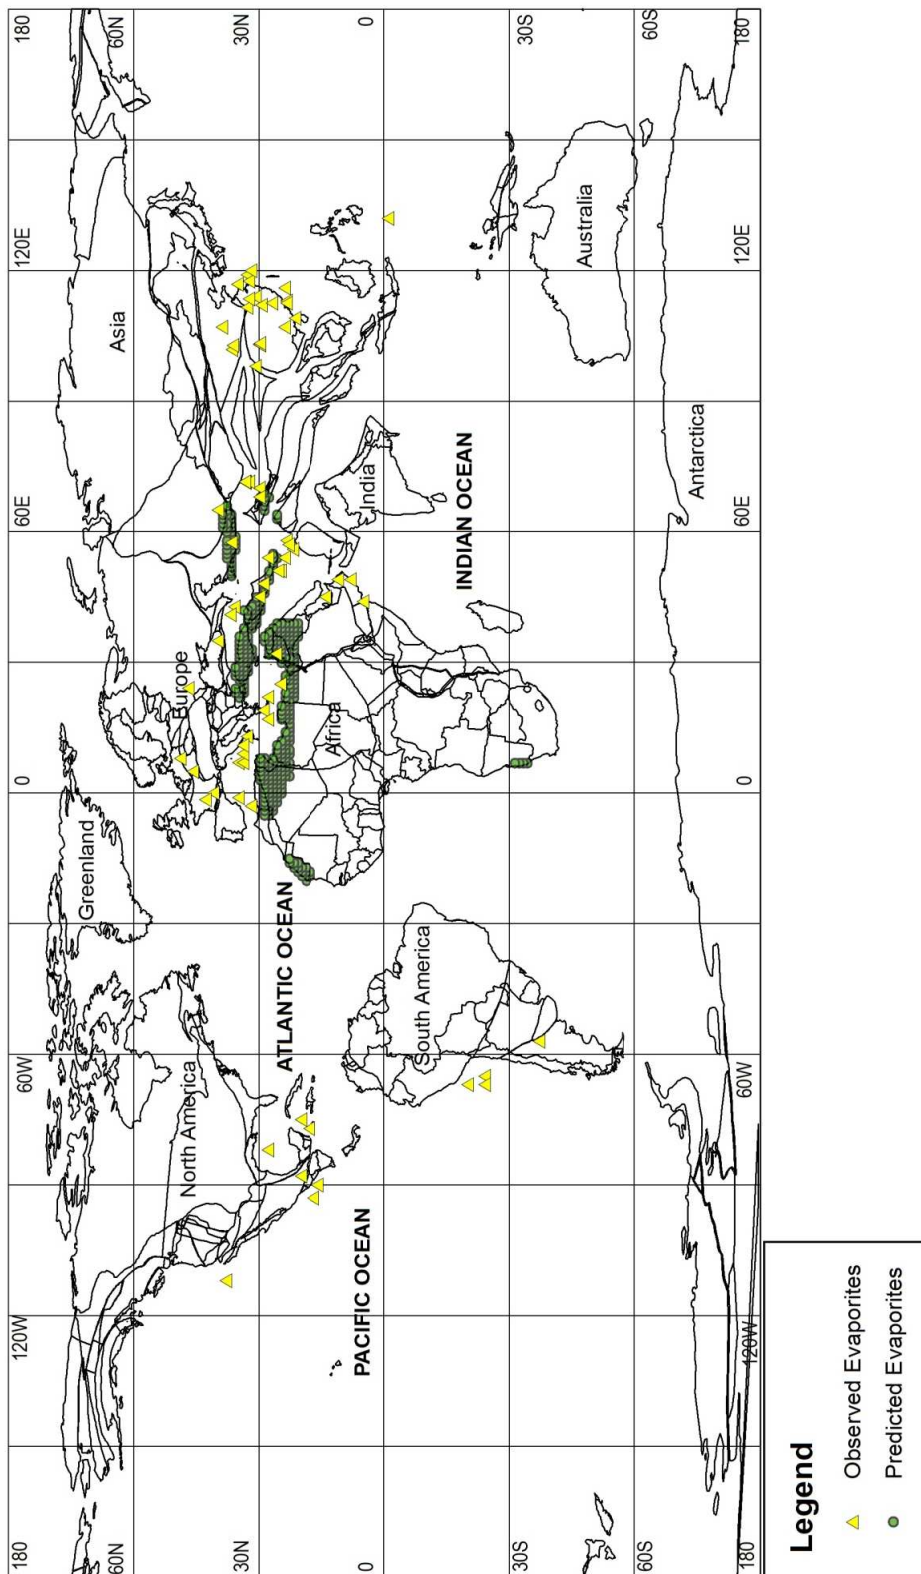 180 120W 60W 0 60E 120E 180
Greenland
60N Asia 60N
Europe
North America
30N 30N
ATLANTIC OCEAN
Africa
PACIFIC OCEAN India
0 0
South America
INDIAN OCEAN
30S 30S
Australia
60S 60S
Antarctica
180 120W 60W 0 60E 120E 180
Legend
Observed Evaporites
Predicted Evaporites